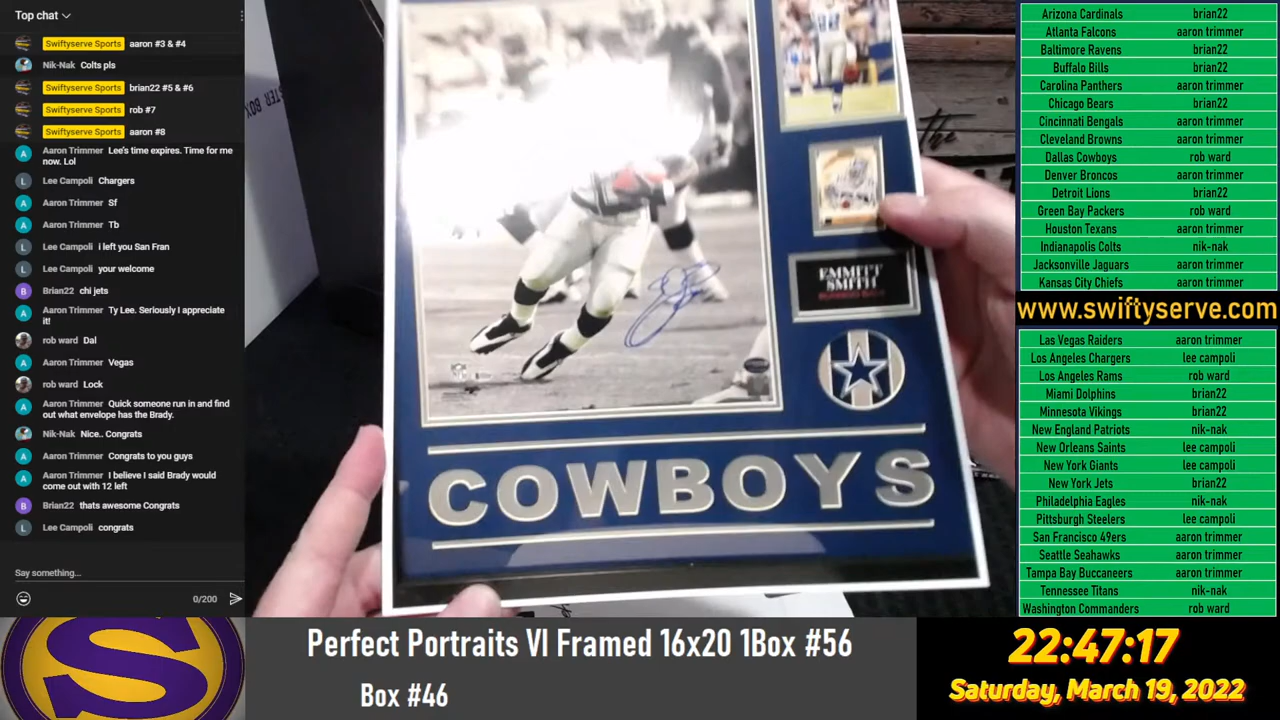 Top chat
Swiftyserve Sports aaron #3 & #4
Nik-Nak Colts pls
Swiftyserve Sports brian22 #5 & #6
Swiftyserve Sports rob #7
Swiftyserve Sports aaron #8
Aaron Trimmer Lee's time expires. Time for me
now. Lol
Lee Campoli Chargers
Aaron Trimmer Sf
Aaron Trimmer Tb
Lee Campoli i left you San Fran
Lee Campoli your welcome
Brian22 chi jets
Aaron Trimmer Ty Lee. Seriously I appreciate
it!
rob ward Dal
Aaron Trimmer Vegas
rob ward Lock
Aaron Trimmer Quick someone run in and find
out what envelope has the Brady.
Nik-Nak Nice.. Congrats
Aaron Trimmer Congrats to you guys
Aaron Trimmer I believe I said Brady would
come out with 12 left
Brian22 thats awesome Congrats
Lee Campoli congrats
Say something...
0/200
the
EMMITT
SMITH
RUNNING BACK
COWBOYS
Arizona Cardinals brian22
Atlanta Falcons aaron trimmer
Baltimore Ravens brian22
Buffalo Bills brian22
Carolina Panthers aaron trimmer
Chicago Bears brian22
Cincinnati Bengals aaron trimmer
Cleveland Browns aaron trimmer
Dallas Cowboys rob ward
Denver Broncos aaron trimmer
Detroit Lions brian22
Green Bay Packers rob ward
Houston Texans aaron trimmer
Indianapolis Colts nik-nak
Jacksonville Jaguars aaron trimmer
Kansas City Chiefs aaron trimmer
www.swiftyserve.com
Las Vegas Raiders aaron trimmer
Los Angeles Chargers lee campoli
Los Angeles Rams rob ward
Miami Dolphins brian22
Minnesota Vikings brian22
New England Patriots nik-nak
New Orleans Saints lee campoli
New York Giants lee campoli
New York Jets brian22
Philadelphia Eagles nik-nak
Pittsburgh Steelers lee campoli
San Francisco 49ers aaron trimmer
Seattle Seahawks aaron trimmer
Tampa Bay Buccaneers aaron trimmer
Tennessee Titans nik-nak
Washington Commanders rob ward
Perfect Portraits VI Framed 16x20 1Box #56
Box #46
22:47:17
Saturday, March 19, 2022